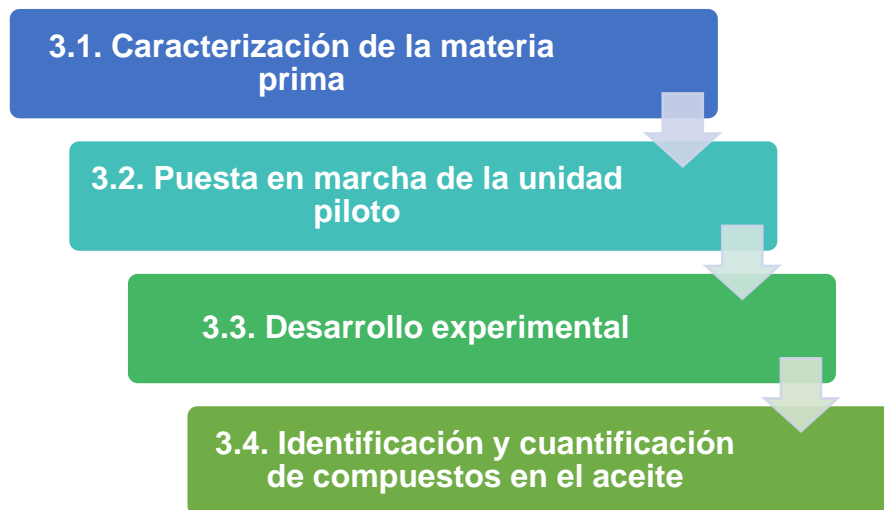 3.1. Caracterización de la materia
prima
3.2. Puesta en marcha de la unidad
piloto
3.3. Desarrollo experimental
3.4. Identificación y cuantificación
de compuestos en el aceite